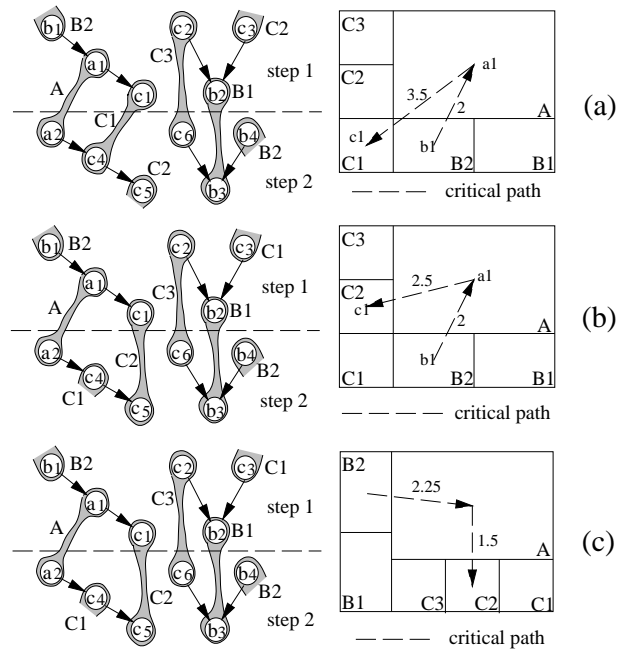 b1 B2
c2
c3 C2
C3
a1
step 1
A
c1
b2 B1
C1
a2
c6
b4
c4
B2
C2
step 2
c5
b3
C3
a1
C2
3.5
2
A
c1
b1
C1
B2
B1
critical path
(a)
b1 B2
c2
c3 C1
C3
a1
step 1
A
c1
b2 B1
a2
C2
c6
b4
c4
B2
C1
step 2
c5
b3
C3
2.5
a1
C2
c1
2
A
b1
C1
B2
B1
critical path
(b)
b1 B2
c2
c3 C1
C3
a1
step 1
A
c1
b2 B1
a2
c6
b4
c4
C2
B2
C1
step 2
c5
b3
B2
2.25
1.5
A
B1
C3
C2
C1
critical path
(c)